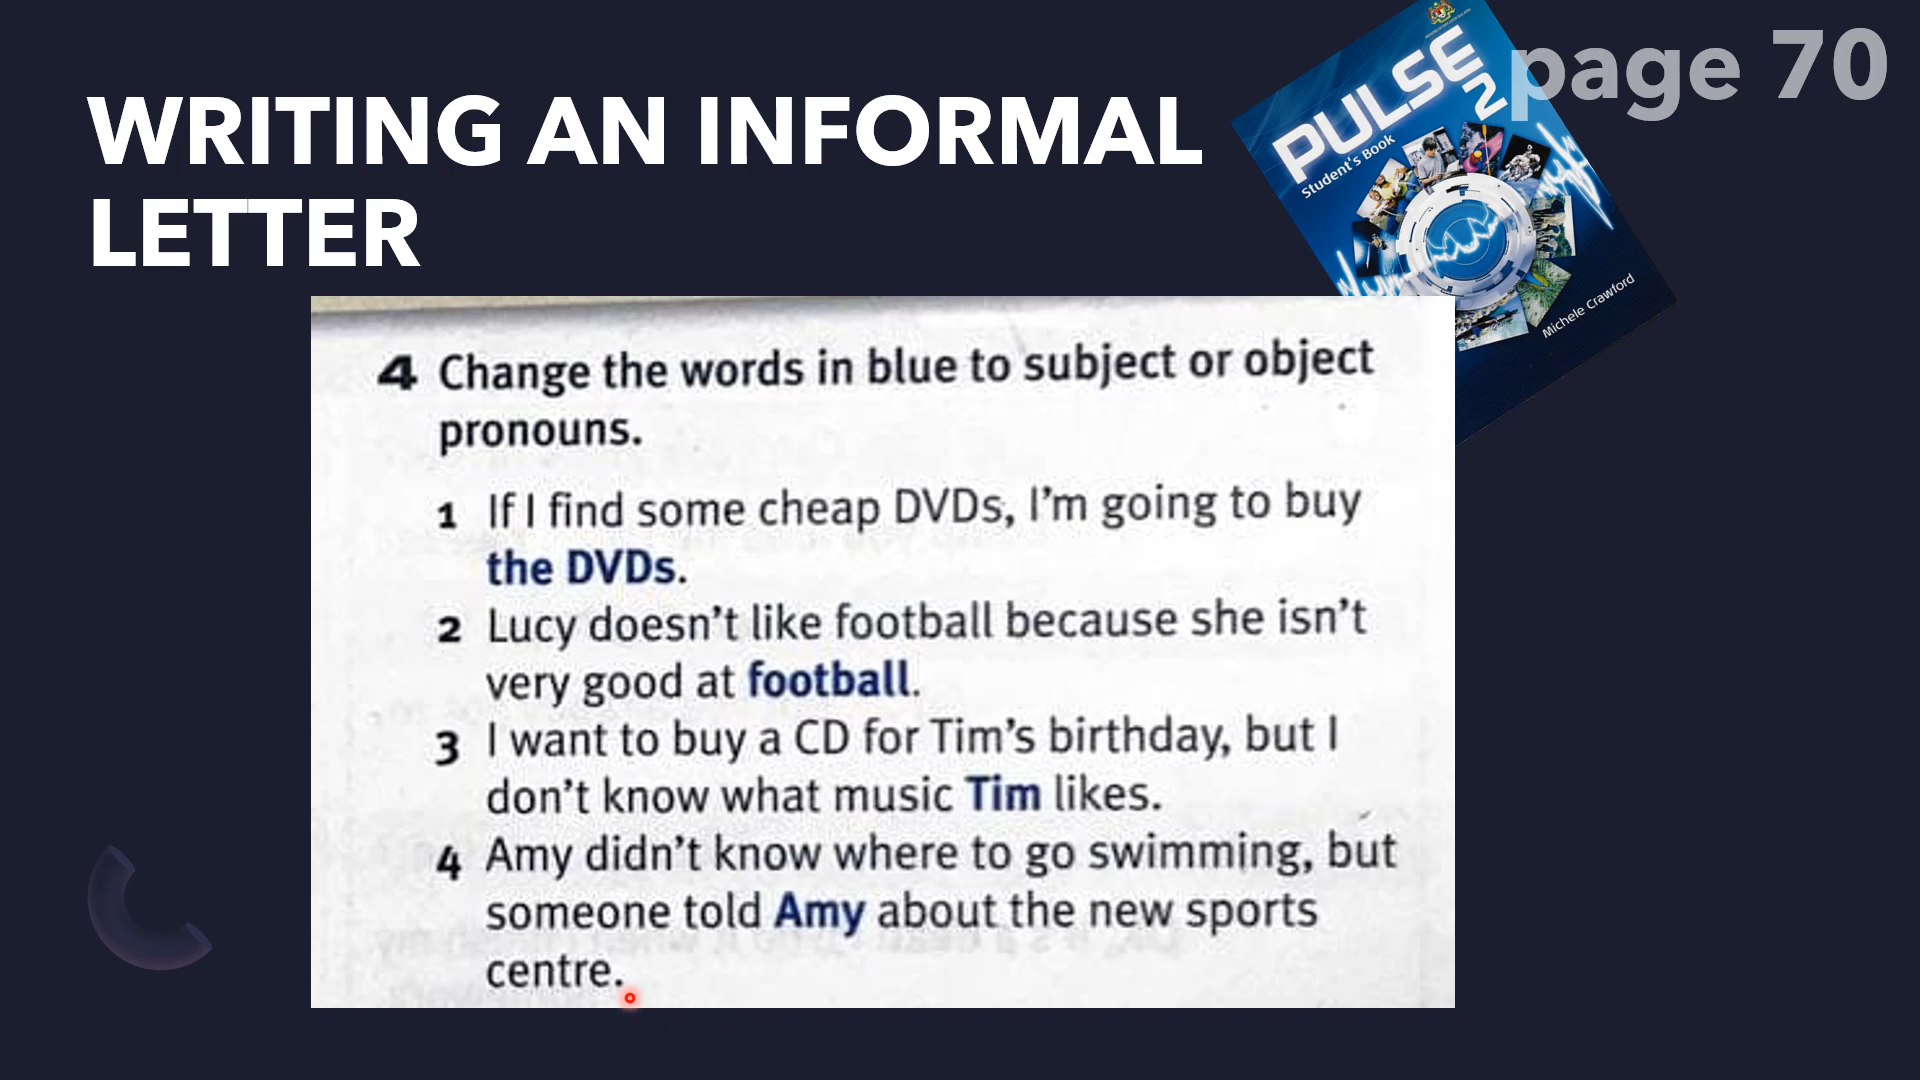 page 70
WRITING AN INFORMAL
LETTER
PULSE
2
Student's Book
Michele Crawford
4 Change the words in blue to subject or object
pronouns.
1 If I find some cheap DVDs, I'm going to buy
the DVDs.
2 Lucy doesn't like football because she isn't
very good at football.
3 I want to buy a CD for Tim's birthday, but I
don't know what music Tim likes.
4 Amy didn't know where to go swimming, but
someone told Amy about the new sports
centre.